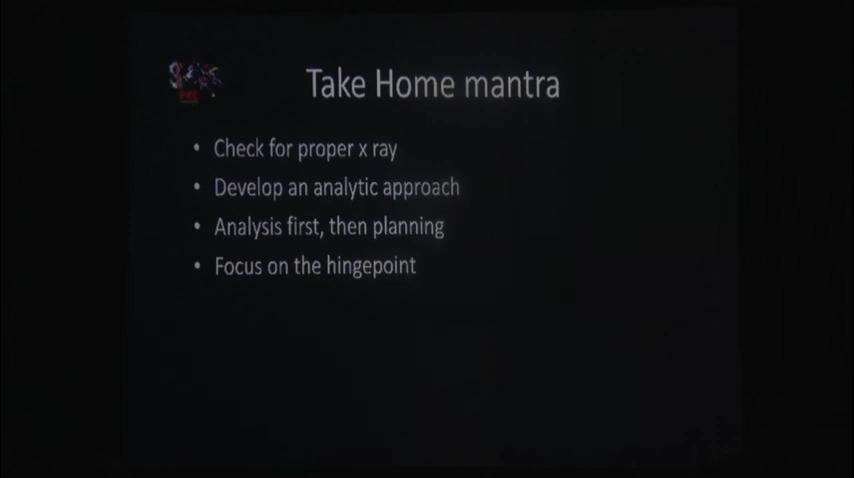 Take Home mantra
• Check for proper x ray
• Develop an analytic approach
• Analysis first, then planning
• Focus on the hingepoint